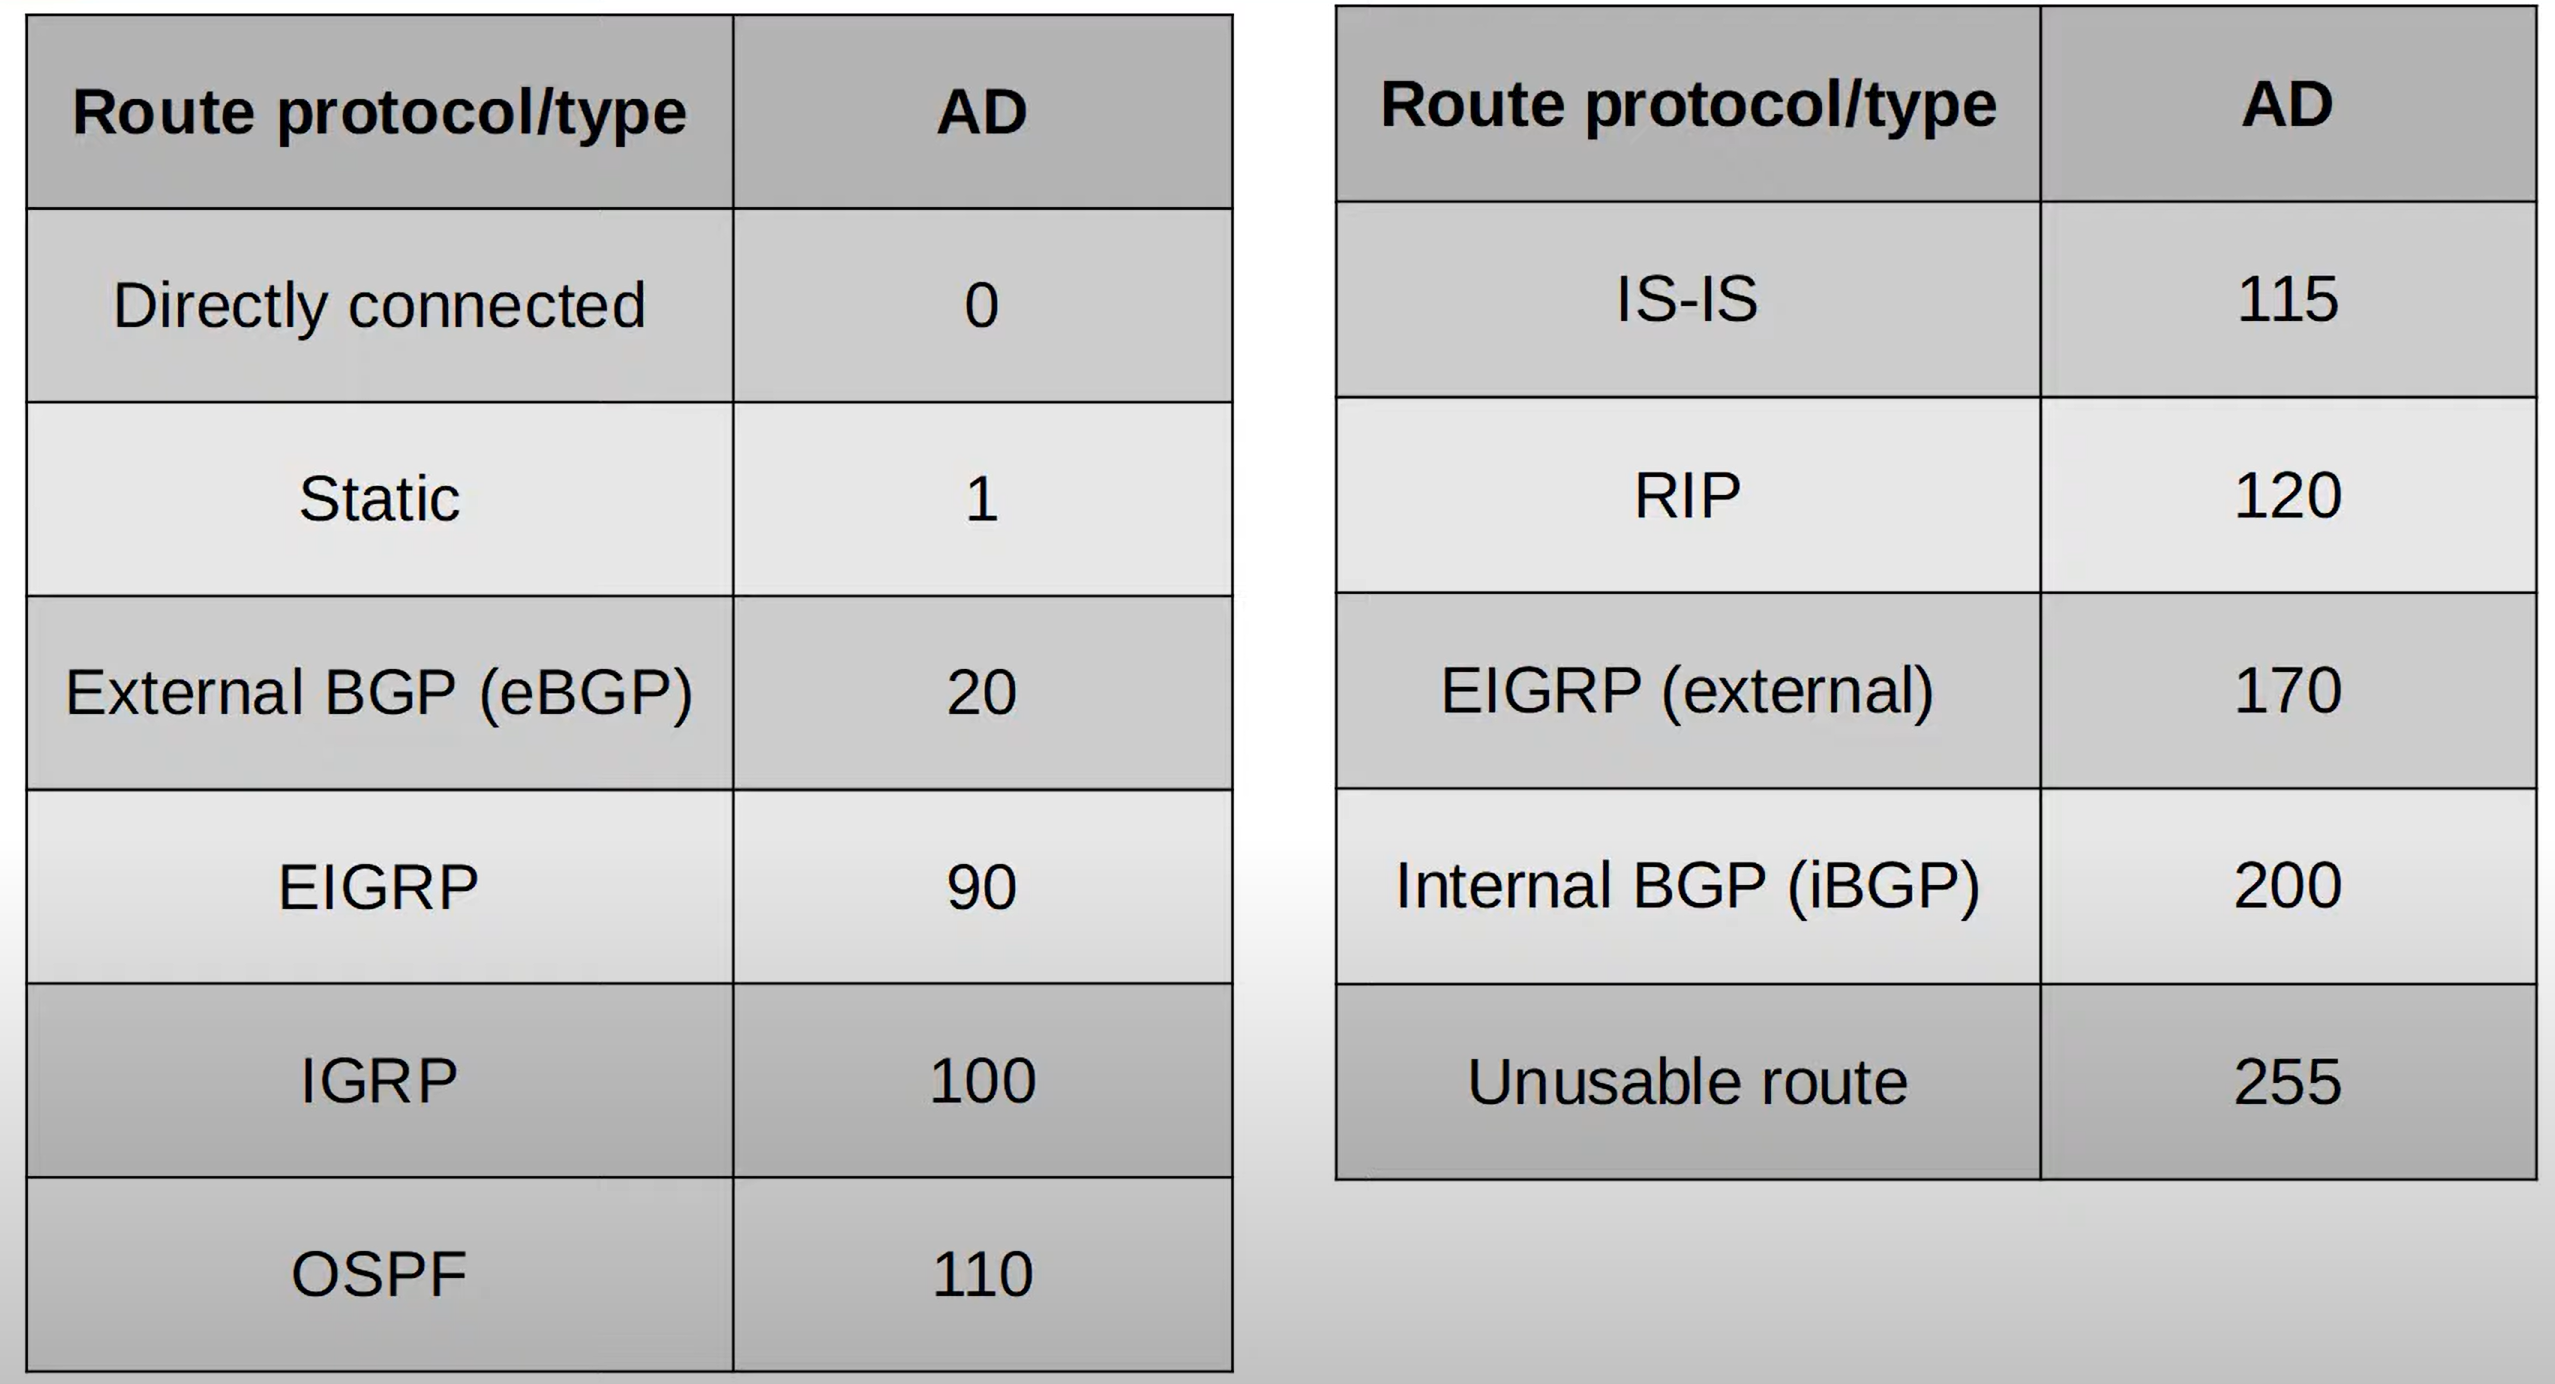 Route protocol/type AD
Directly connected 0
Static 1
External BGP (eBGP) 20
EIGRP 90
IGRP 100
OSPF 110
Route protocol/type AD
IS-IS 115
RIP 120
EIGRP (external) 170
Internal BGP (iBGP) 200
Unusable route 255